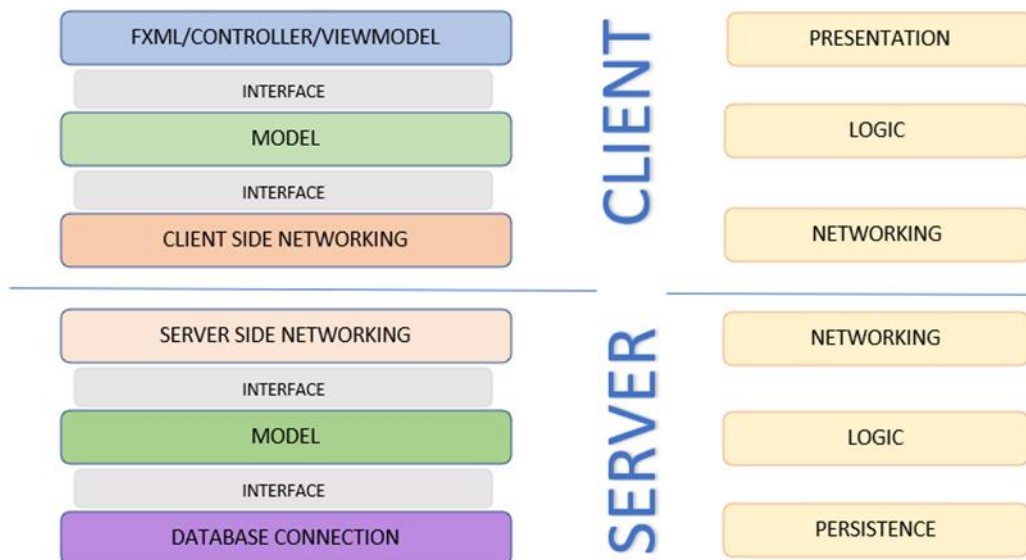 FXML/CONTROLLER/VIEWMODEL
INTERFACE
MODEL
INTERFACE
CLIENT SIDE NETWORKING
SERVER SIDE NETWORKING
INTERFACE
MODEL
INTERFACE
DATABASE CONNECTION
CLIENT
SERVER
PRESENTATION
LOGIC
NETWORKING
NETWORKING
LOGIC
PERSISTENCE